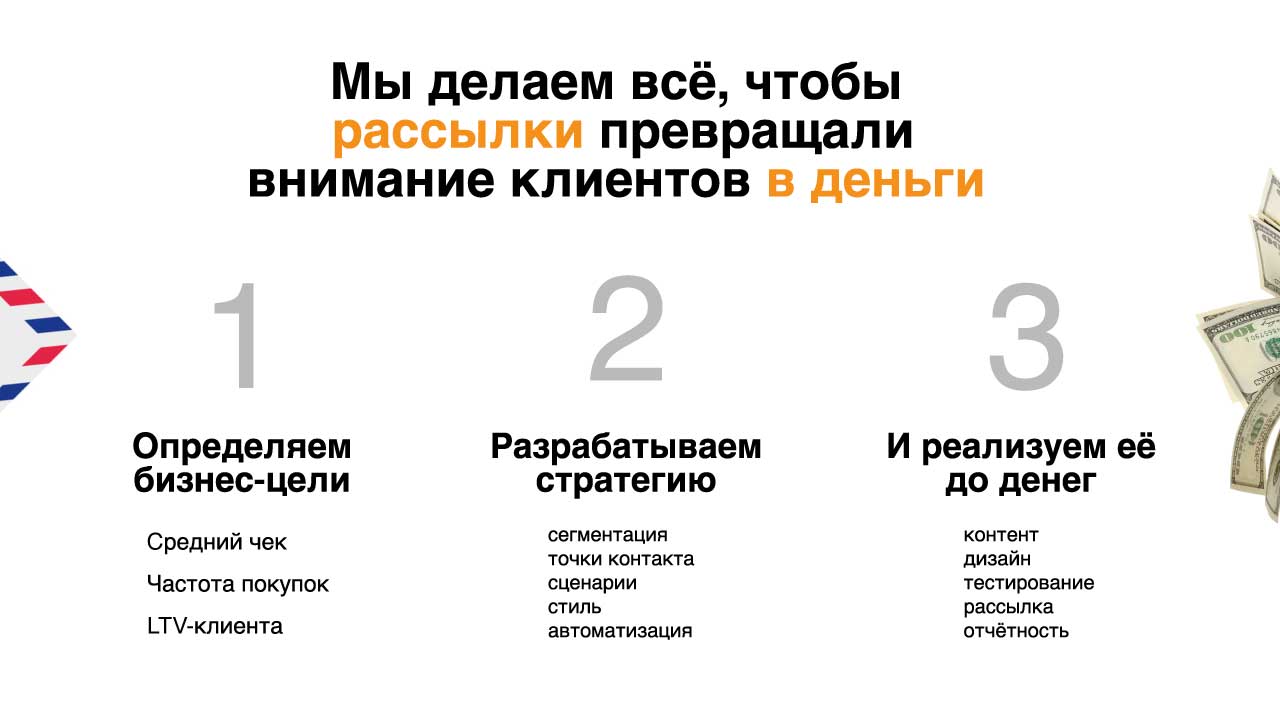 Мы делаем всё, чтобы
рассылки превращали
внимание клиентов в деньги
1
Определяем
бизнес-цели
Средний чек
Частота покупок
LTV-клиента
2
Разрабатываем
стратегию
сегментация
точки контакта
сценарии
стиль
автоматизация
3
И реализуем её
до денег
контент
дизайн
тестирование
рассылка
отчётность